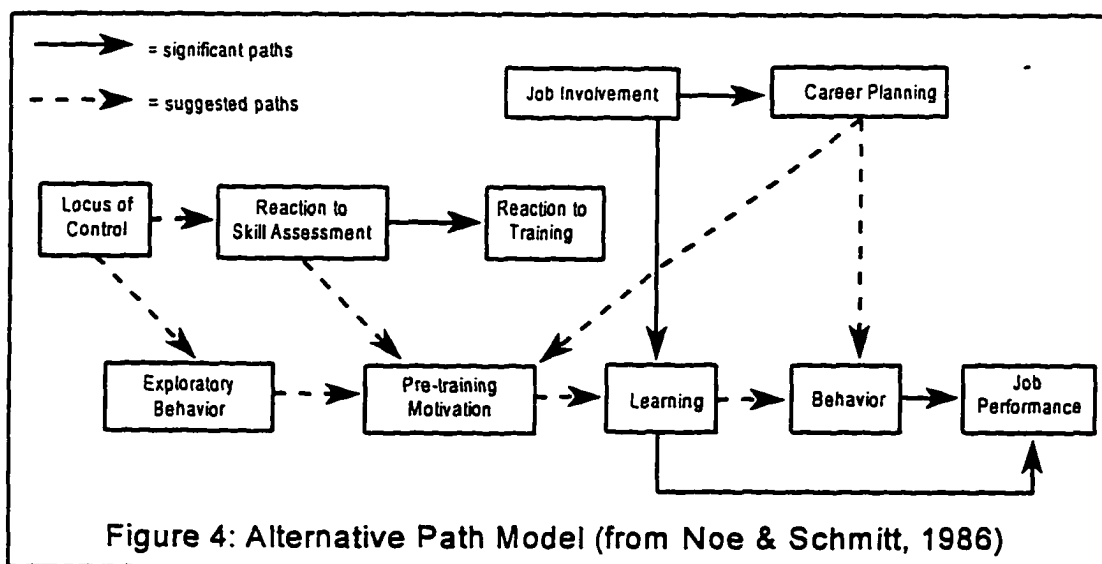 = significant paths
= suggested paths
Job Involvement
Career Planning
Locus of
Control
Reaction to
Skill Assessment
Reaction to
Training
Exploratory
Behavior
Pre-training
Motivation
Learning
Behavior
Job
Performance
Figure 4: Alternative Path Model (from Noe & Schmitt, 1986)